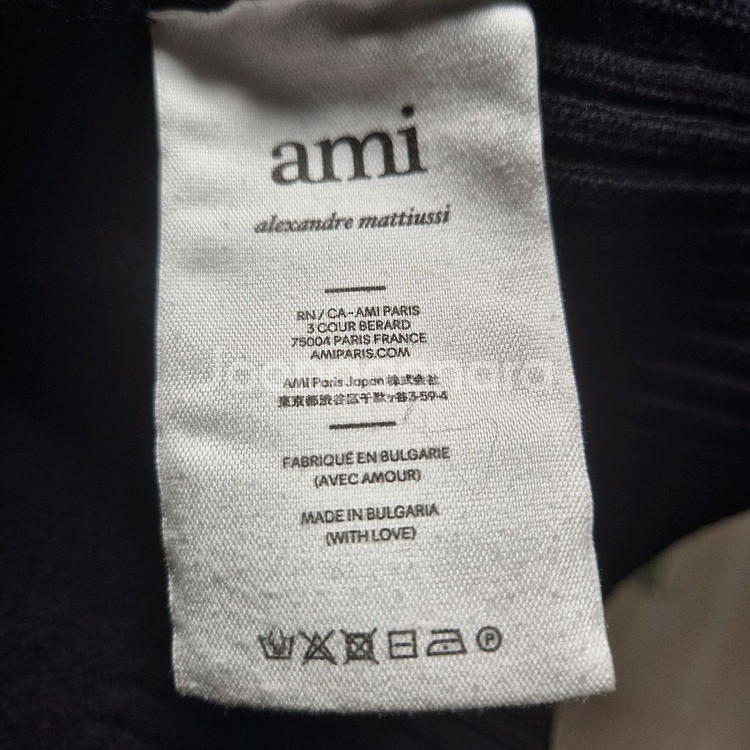 ami
alexandre mattiussi
RN / CA-AMI PARIS
3 COUR BERARD
75004 PARIS FRANCE
AMIPARIS.COM
AMI Paris Japan 株式会社
東京都渋谷区千駄ヶ谷3-59-4
FABRIQUÉ EN BULGARIE
(AVEC AMOUR)
MADE IN BULGARIA
(WITH LOVE)
P